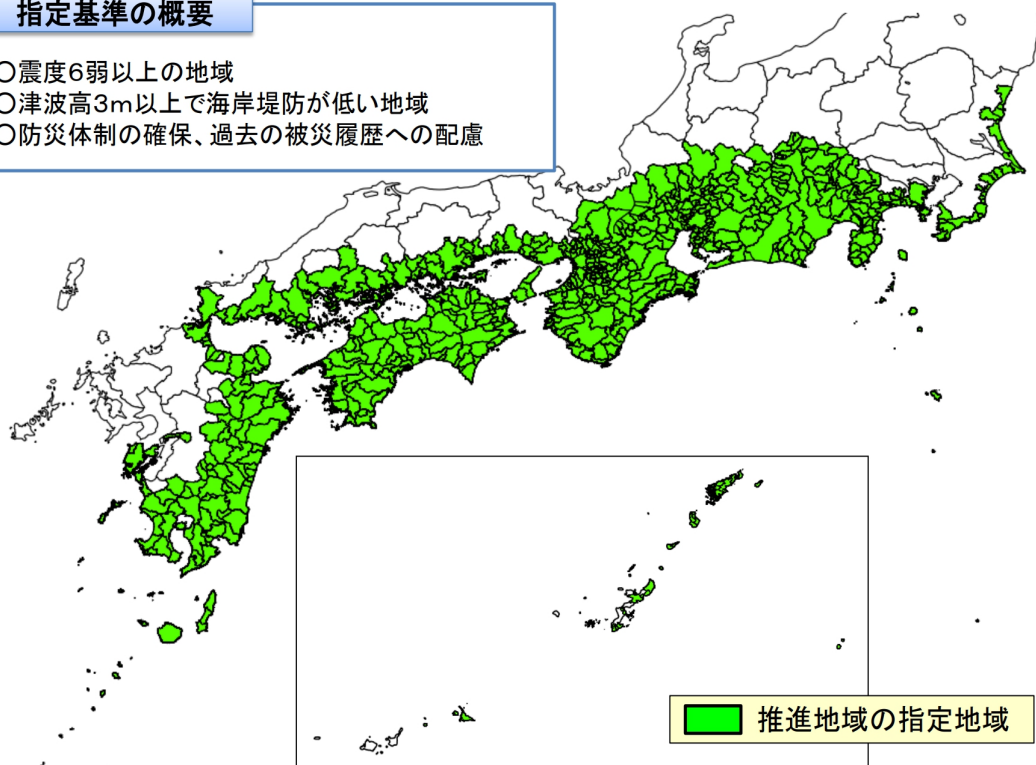 指定基準の概要
○震度6弱以上の地域
○津波高3m以上で海岸堤防が低い地域
○防災体制の確保、過去の被災履歴への配慮
推進地域の指定地域